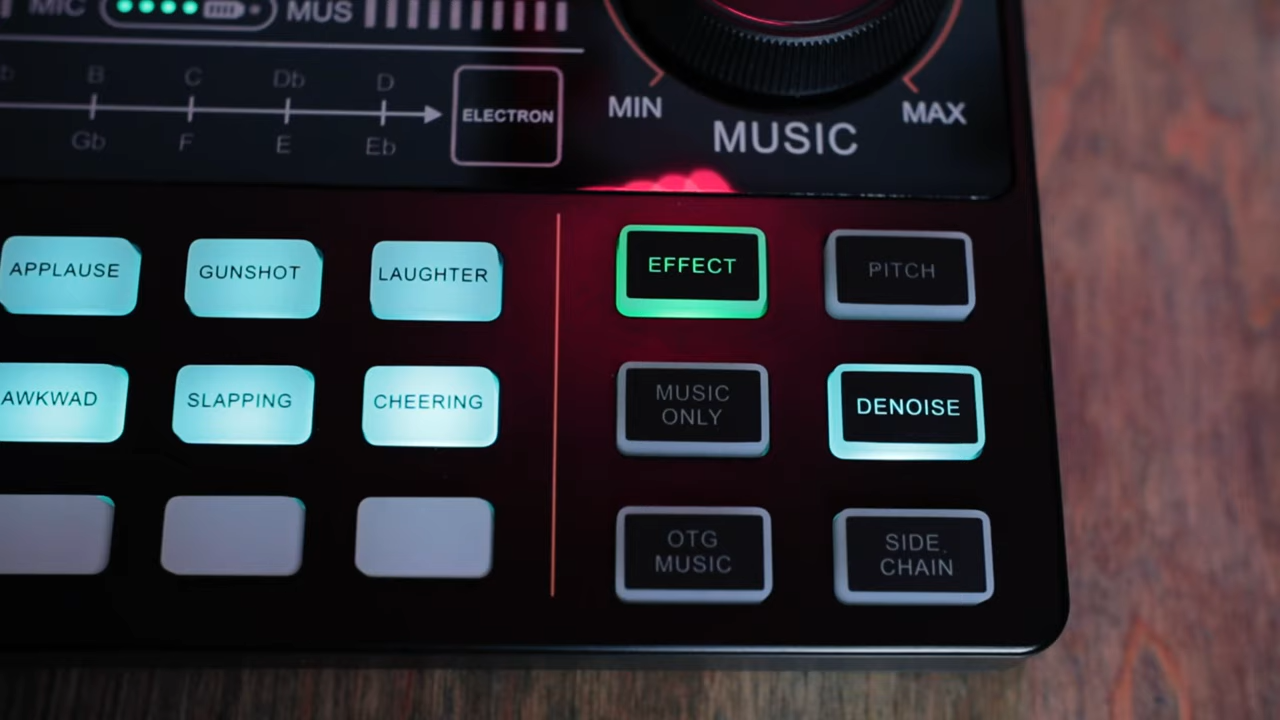 MIC
MUS
b B C Db D
Gb F E Eb
ELECTRON
MIN
MAX
MUSIC
APPLAUSE
GUNSHOT
LAUGHTER
EFFECT
PITCH
AWKWAD
SLAPPING
CHEERING
MUSIC
ONLY
DENOISE
OTG
MUSIC
SIDE.
CHAIN